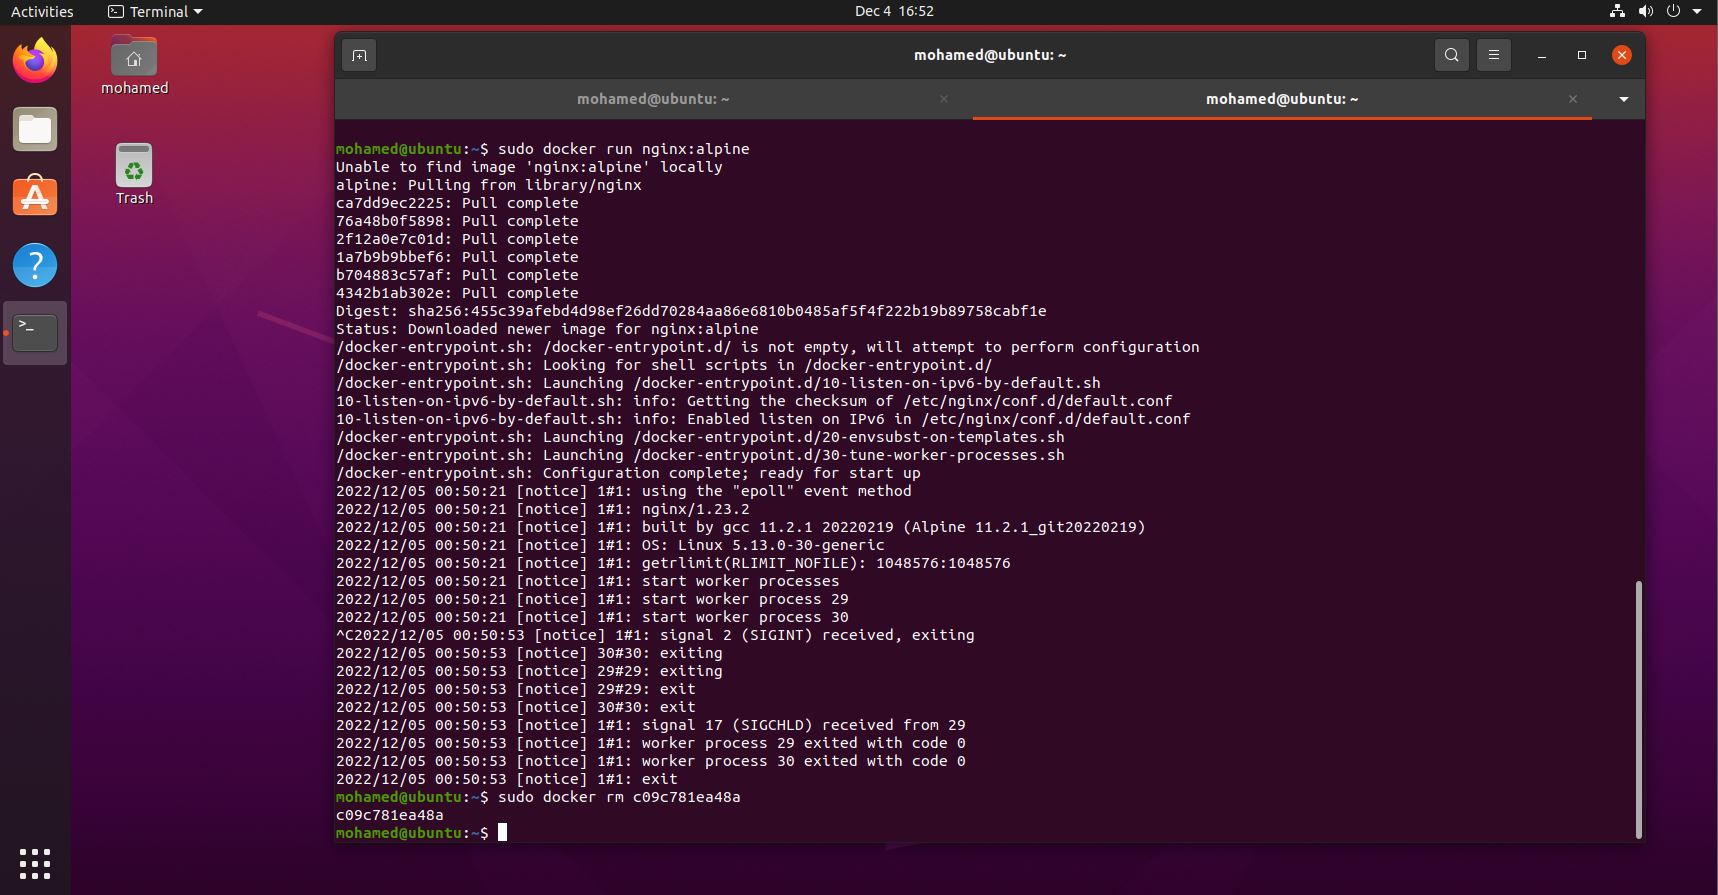 Activities
Terminal
Dec 4 16:52
mohamed
Trash
mohamed@ubuntu: ~
mohamed@ubuntu: ~
mohamed@ubuntu: ~
mohamed@ubuntu:~$ sudo docker run nginx:alpine
Unable to find image 'nginx:alpine' locally
alpine: Pulling from library/nginx
ca7dd9ec2225: Pull complete
76a48b0f5898: Pull complete
2f12a0e7c01d: Pull complete
1a7b9b9bbef6: Pull complete
b704883c57af: Pull complete
4342b1ab302e: Pull complete
Digest: sha256:455c39afebd4d98ef26dd70284aa86e6810b0485af5f4f222b19b89758cabf1e
Status: Downloaded newer image for nginx:alpine
/docker-entrypoint.sh: /docker-entrypoint.d/ is not empty, will attempt to perform configuration
/docker-entrypoint.sh: Looking for shell scripts in /docker-entrypoint.d/
/docker-entrypoint.sh: Launching /docker-entrypoint.d/10-listen-on-ipv6-by-default.sh
10-listen-on-ipv6-by-default.sh: info: Getting the checksum of /etc/nginx/conf.d/default.conf
10-listen-on-ipv6-by-default.sh: info: Enabled listen on IPv6 in /etc/nginx/conf.d/default.conf
/docker-entrypoint.sh: Launching /docker-entrypoint.d/20-envsubst-on-templates.sh
/docker-entrypoint.sh: Launching /docker-entrypoint.d/30-tune-worker-processes.sh
/docker-entrypoint.sh: Configuration complete; ready for start up
2022/12/05 00:50:21 [notice] 1#1: using the "epoll" event method
2022/12/05 00:50:21 [notice] 1#1: nginx/1.23.2
2022/12/05 00:50:21 [notice] 1#1: built by gcc 11.2.1 20220219 (Alpine 11.2.1_git20220219)
2022/12/05 00:50:21 [notice] 1#1: OS: Linux 5.13.0-30-generic
2022/12/05 00:50:21 [notice] 1#1: getrlimit(RLIMIT_NOFILE): 1048576:1048576
2022/12/05 00:50:21 [notice] 1#1: start worker processes
2022/12/05 00:50:21 [notice] 1#1: start worker process 29
2022/12/05 00:50:21 [notice] 1#1: start worker process 30
^C2022/12/05 00:50:53 [notice] 1#1: signal 2 (SIGINT) received, exiting
2022/12/05 00:50:53 [notice] 30#30: exiting
2022/12/05 00:50:53 [notice] 29#29: exiting
2022/12/05 00:50:53 [notice] 29#29: exit
2022/12/05 00:50:53 [notice] 30#30: exit
2022/12/05 00:50:53 [notice] 1#1: signal 17 (SIGCHLD) received from 29
2022/12/05 00:50:53 [notice] 1#1: worker process 29 exited with code 0
2022/12/05 00:50:53 [notice] 1#1: worker process 30 exited with code 0
2022/12/05 00:50:53 [notice] 1#1: exit
mohamed@ubuntu:~$ sudo docker rm c09c781ea48a
c09c781ea48a
mohamed@ubuntu:~$